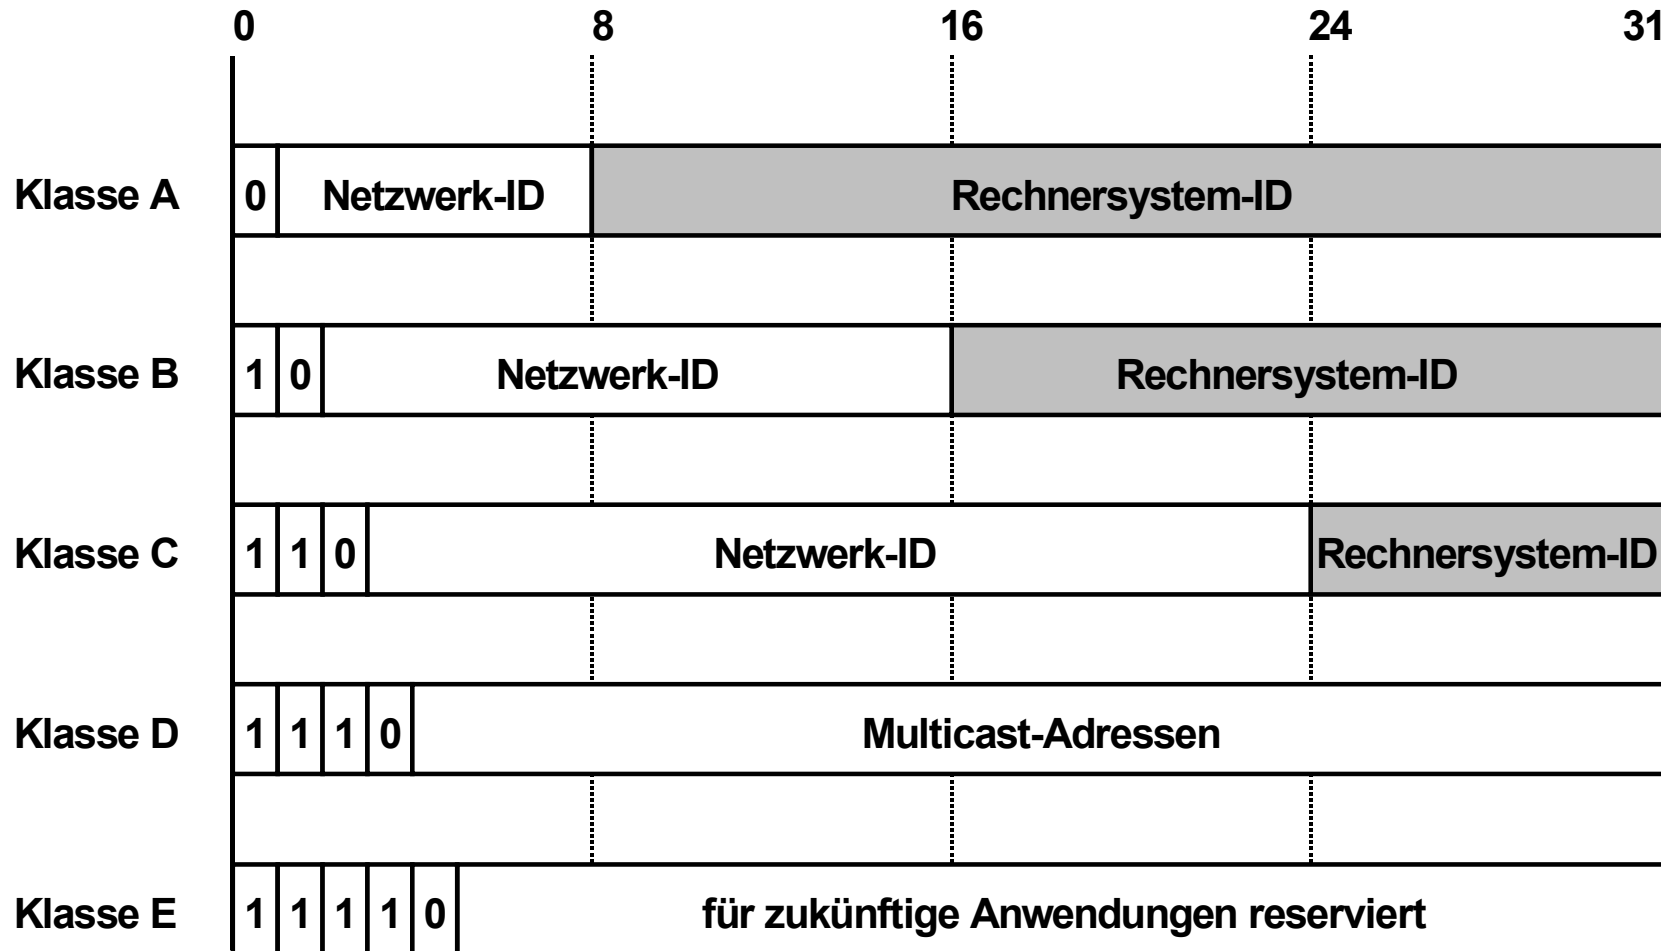 0 8 16 24 31
Klasse A 0 Netzwerk-ID Rechnersystem-ID
Klasse B 1 0 Netzwerk-ID Rechnersystem-ID
Klasse C 1 1 0 Netzwerk-ID Rechnersystem-ID
Klasse D 1 1 1 0 Multicast-Adressen
Klasse E 1 1 1 1 0 für zukünftige Anwendungen reserviert